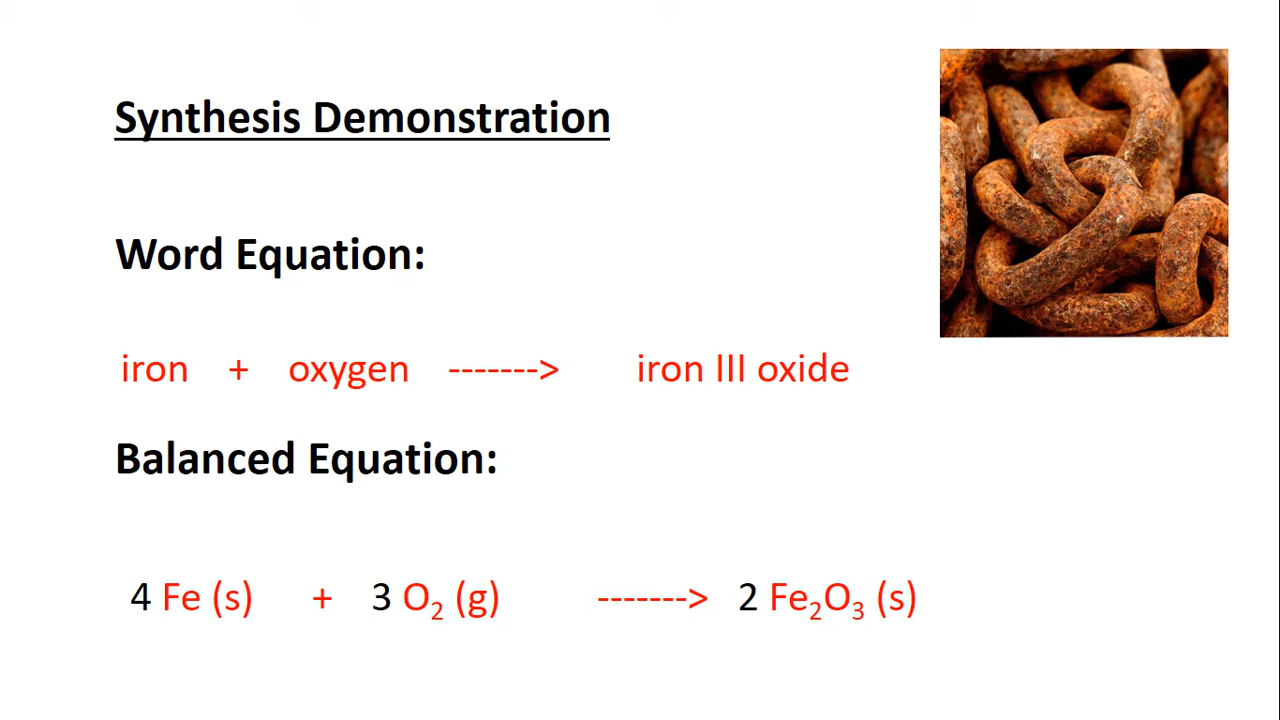 Synthesis Demonstration
Word Equation:
iron + oxygen -------> iron III oxide
Balanced Equation:
4 Fe (s) + 3 O₂ (g) -------> 2 Fe₂O₃ (s)